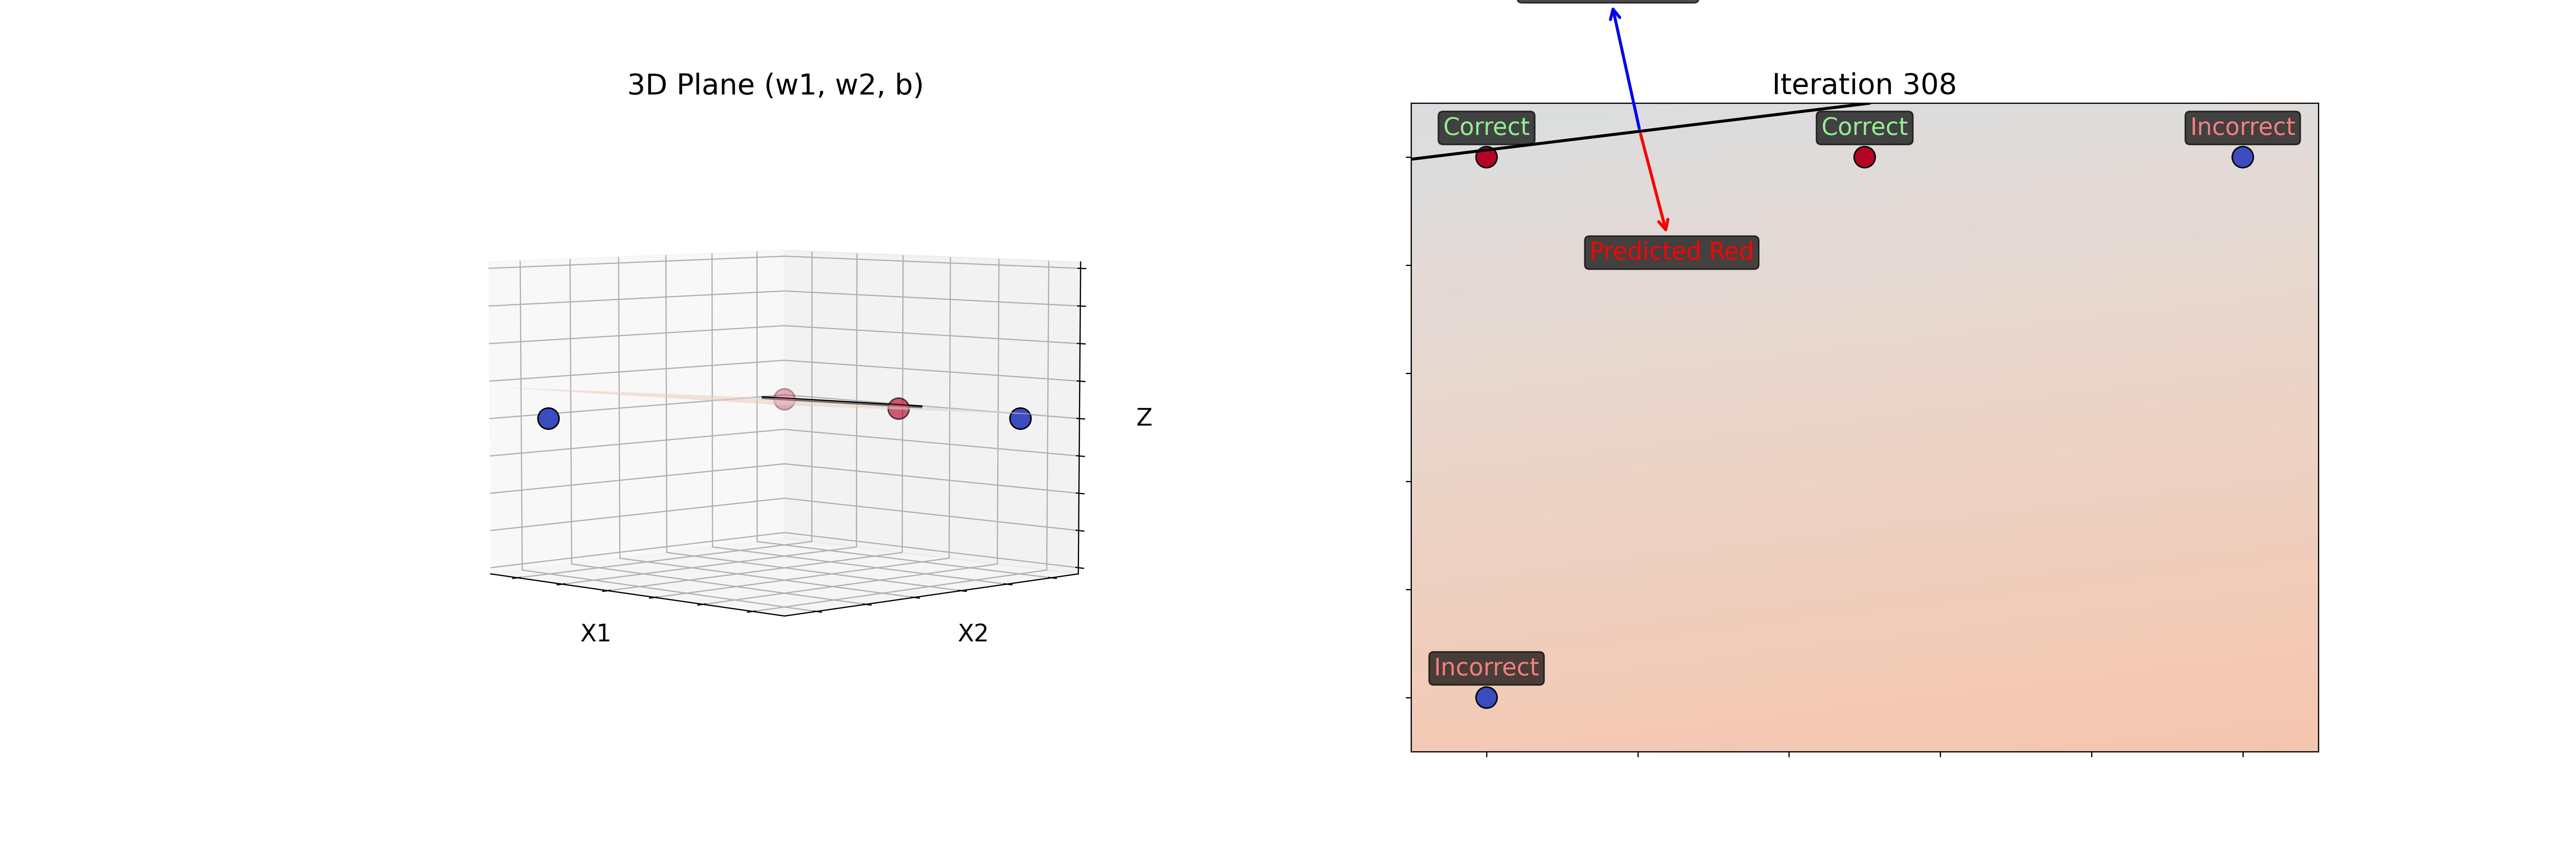 3D Plane (w1, w2, b)
Z
X1
X2
Iteration 308
Correct
Correct
Incorrect
Predicted Red
Incorrect